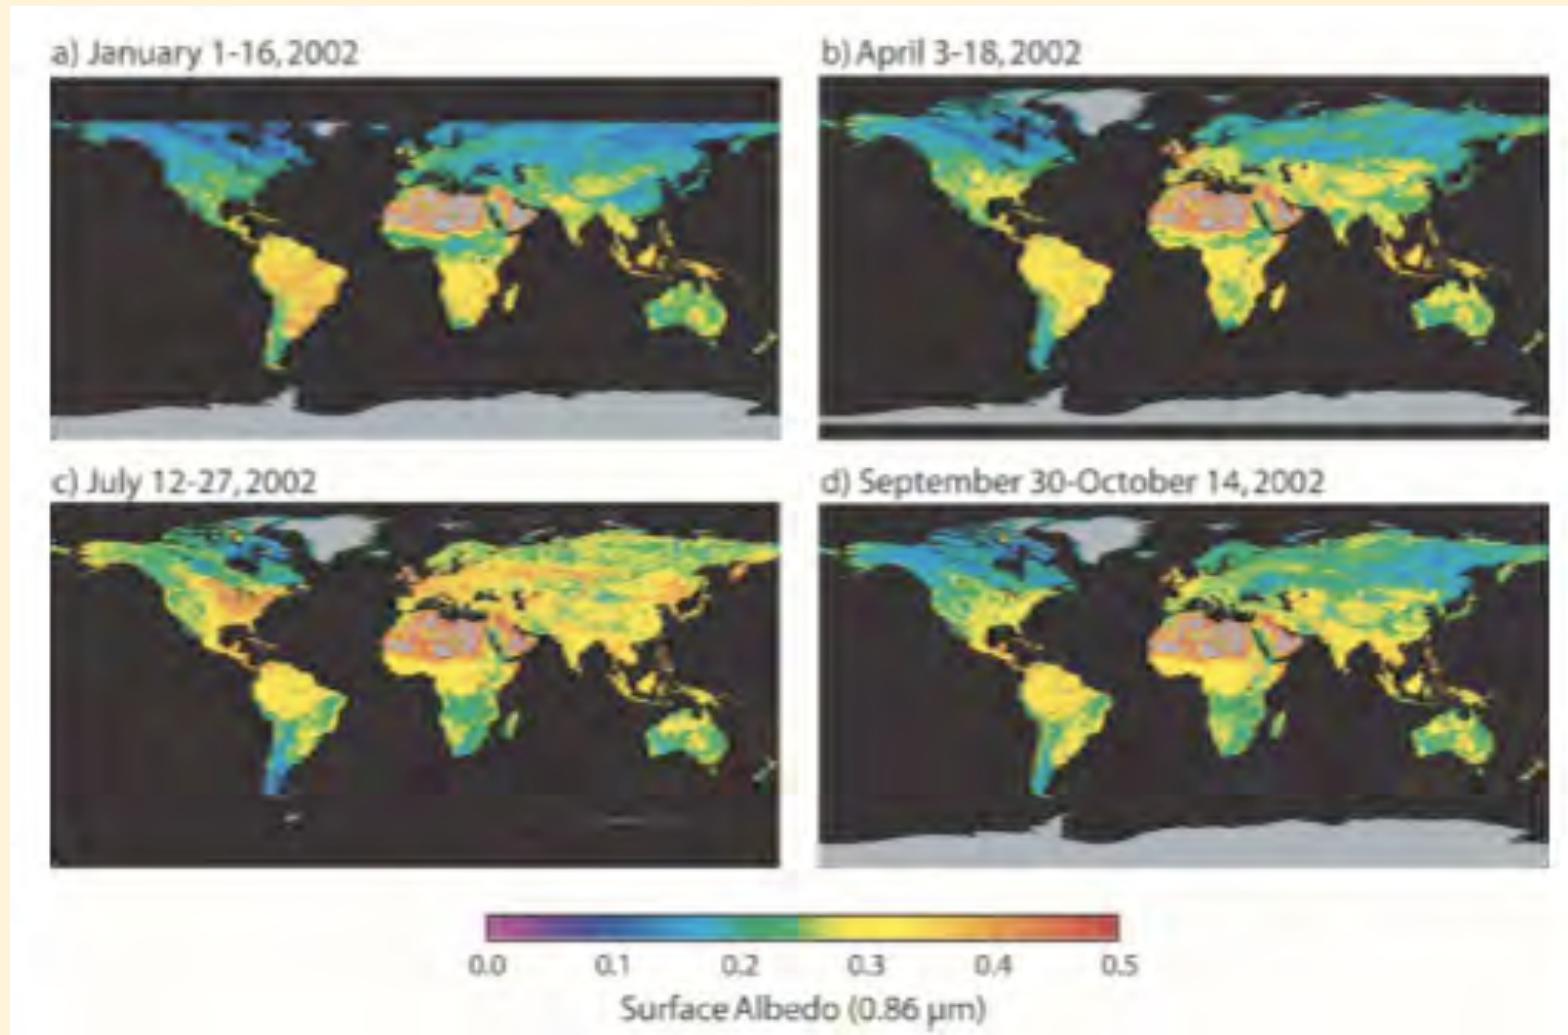 a) January 1-16, 2002
b) April 3-18, 2002
c) July 12-27, 2002
d) September 30-October 14, 2002
0.0 0.1 0.2 0.3 0.4 0.5
Surface Albedo (0.86 µm)